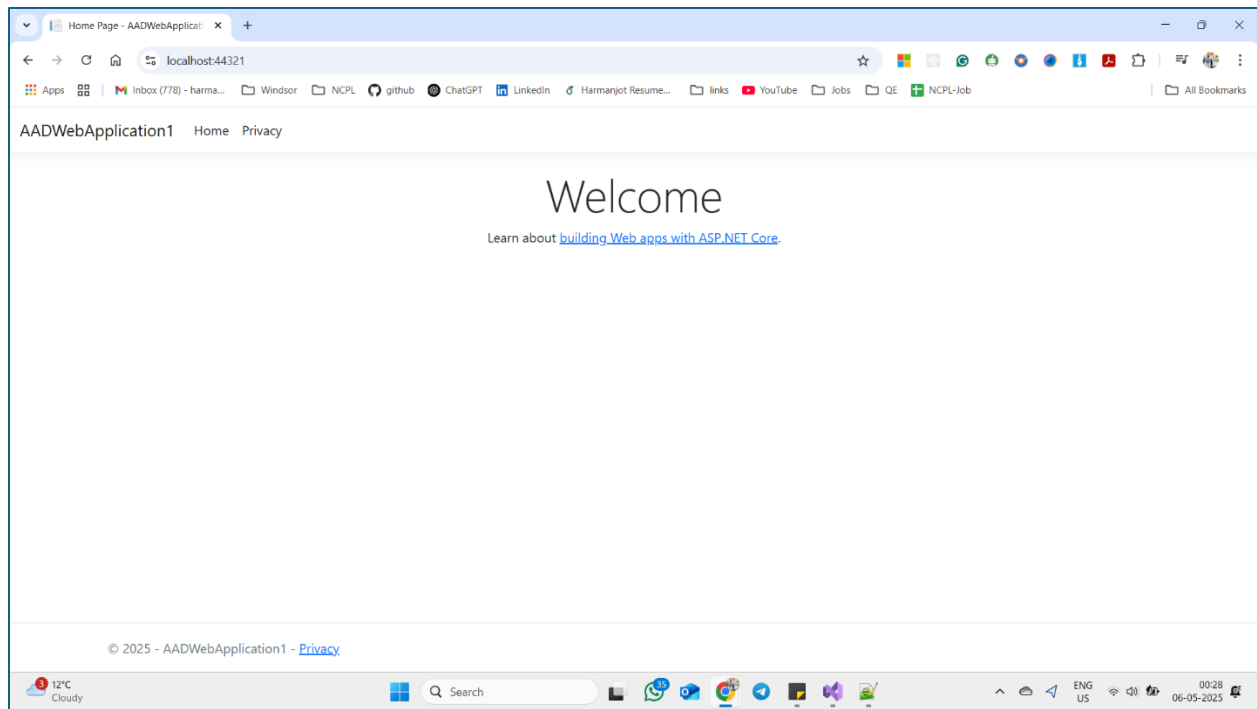 Home Page - AADWebApplicati
localhost:44321
Apps Inbox (778) - harma... Windsor NCPL github ChatGPT LinkedIn Harmanjot Resume... links YouTube Jobs QE NCPL-Job All Bookmarks
AADWebApplication1 Home Privacy
Welcome
Learn about building Web apps with ASP.NET Core.
© 2025 - AADWebApplication1 - Privacy
3 12°C
Cloudy
Search
35
ENG
US
00:28
06-05-2025